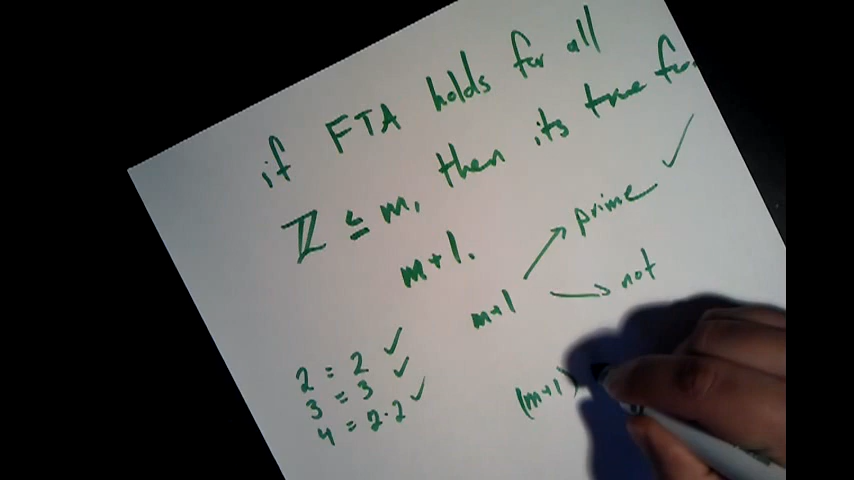 if FTA holds for all
ℤ ≤ m, then its true for
m+1.
m+1 → prime ✓
→ not
2 = 2 ✓
3 = 3 ✓
4 = 2·2 ✓
(m+1)